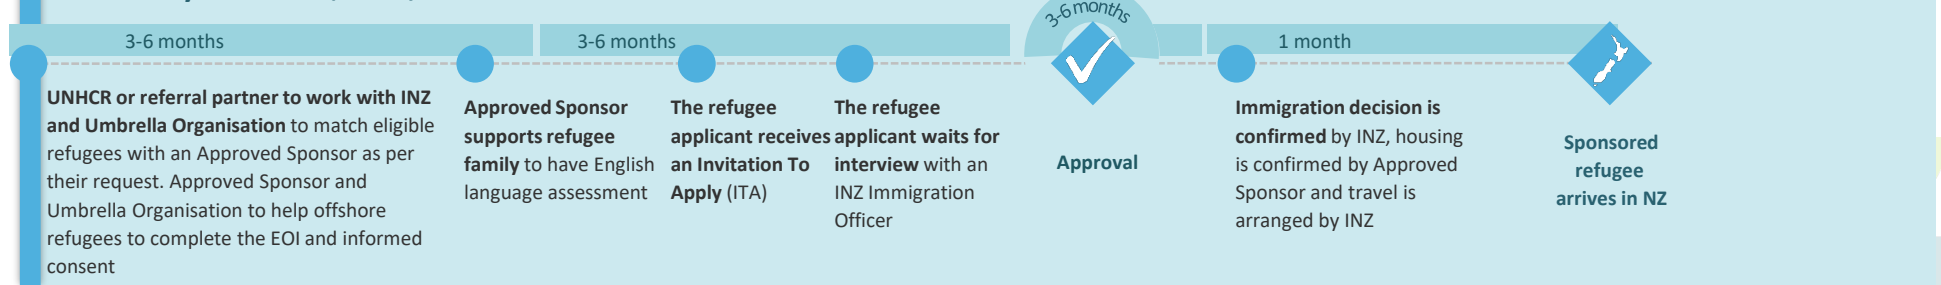 3-6 months
3-6 months
3-6 months
1 month
UNHCR or referral partner to work with INZ
and Umbrella Organisation to match eligible
refugees with an Approved Sponsor as per
their request. Approved Sponsor and
Umbrella Organisation to help offshore
refugees to complete the EOI and informed
consent
Approved Sponsor
supports refugee
family to have English
language assessment
The refugee
applicant receives
an Invitation To
Apply (ITA)
The refugee
applicant waits for
interview with an
INZ Immigration
Officer
Approval
Immigration decision is
confirmed by INZ, housing
is confirmed by Approved
Sponsor and travel is
arranged by INZ
Sponsored
refugee
arrives in NZ